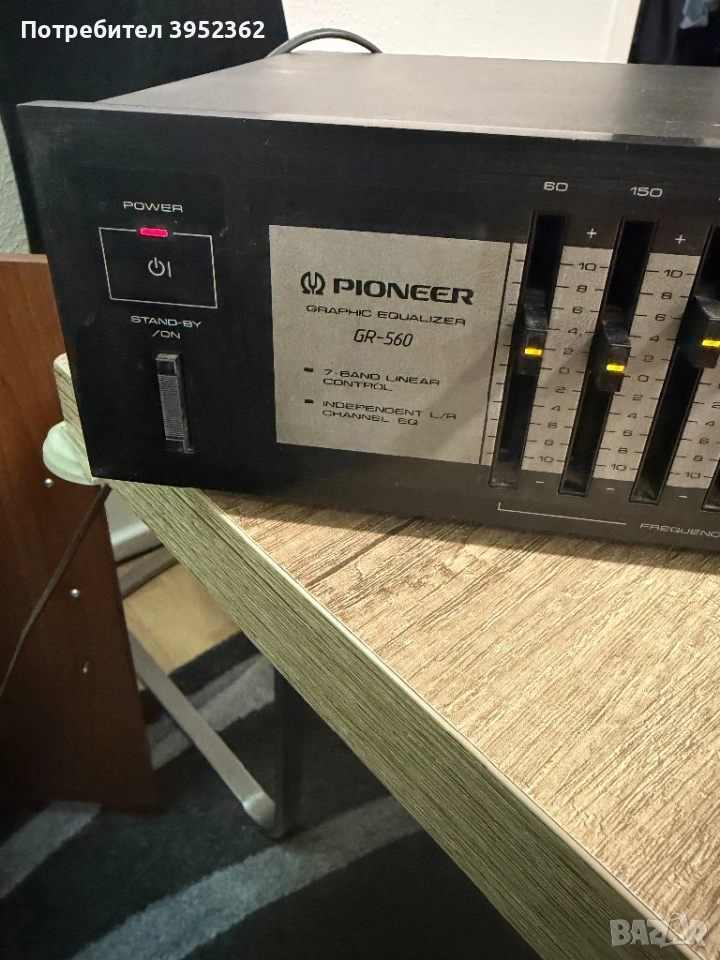 Потребител 3952362
POWER
STAND-BY
/ON
PIONEER
GRAPHIC EQUALIZER
GR-560
7-BAND LINEAR
CONTROL
INDEPENDENT L/R
CHANNEL EQ
60 150
+ +
10 10
8 8
6 6
4 4
2 2
0 0
2 2
4 4
6 6
8 8
10 10
- - -
FREQUENC
BAZAR